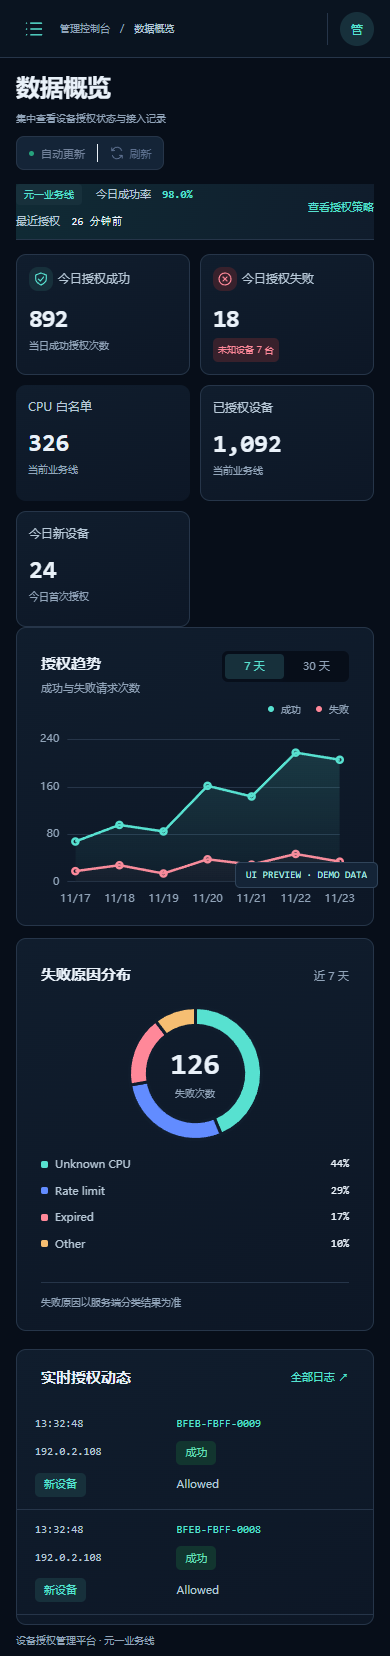 管理控制台 / 数据概览 管
数据概览
集中查看设备授权状态与接入记录
自动更新 刷新
元一业务线 今日成功率 98.0%
查看授权策略
最近授权 26 分钟前
今日授权成功
892
当日成功授权次数
今日授权失败
18
未知设备 7 台
CPU 白名单
326
当前业务线
已授权设备
1,092
当前业务线
今日新设备
24
今日首次授权
授权趋势
成功与失败请求次数
7 天 30 天
成功 失败
240
160
80
0
11/17 11/18 11/19 11/20 11/21 11/22 11/23
UI PREVIEW · DEMO DATA
失败原因分布 近 7 天
126
失败次数
Unknown CPU 44%
Rate limit 29%
Expired 17%
Other 10%
失败原因以服务端分类结果为准
实时授权动态 全部日志 ↗
13:32:48 BFEB-FBFF-0009
192.0.2.108 成功
新设备 Allowed
13:32:48 BFEB-FBFF-0008
192.0.2.108 成功
新设备 Allowed
设备授权管理平台 · 元一业务线